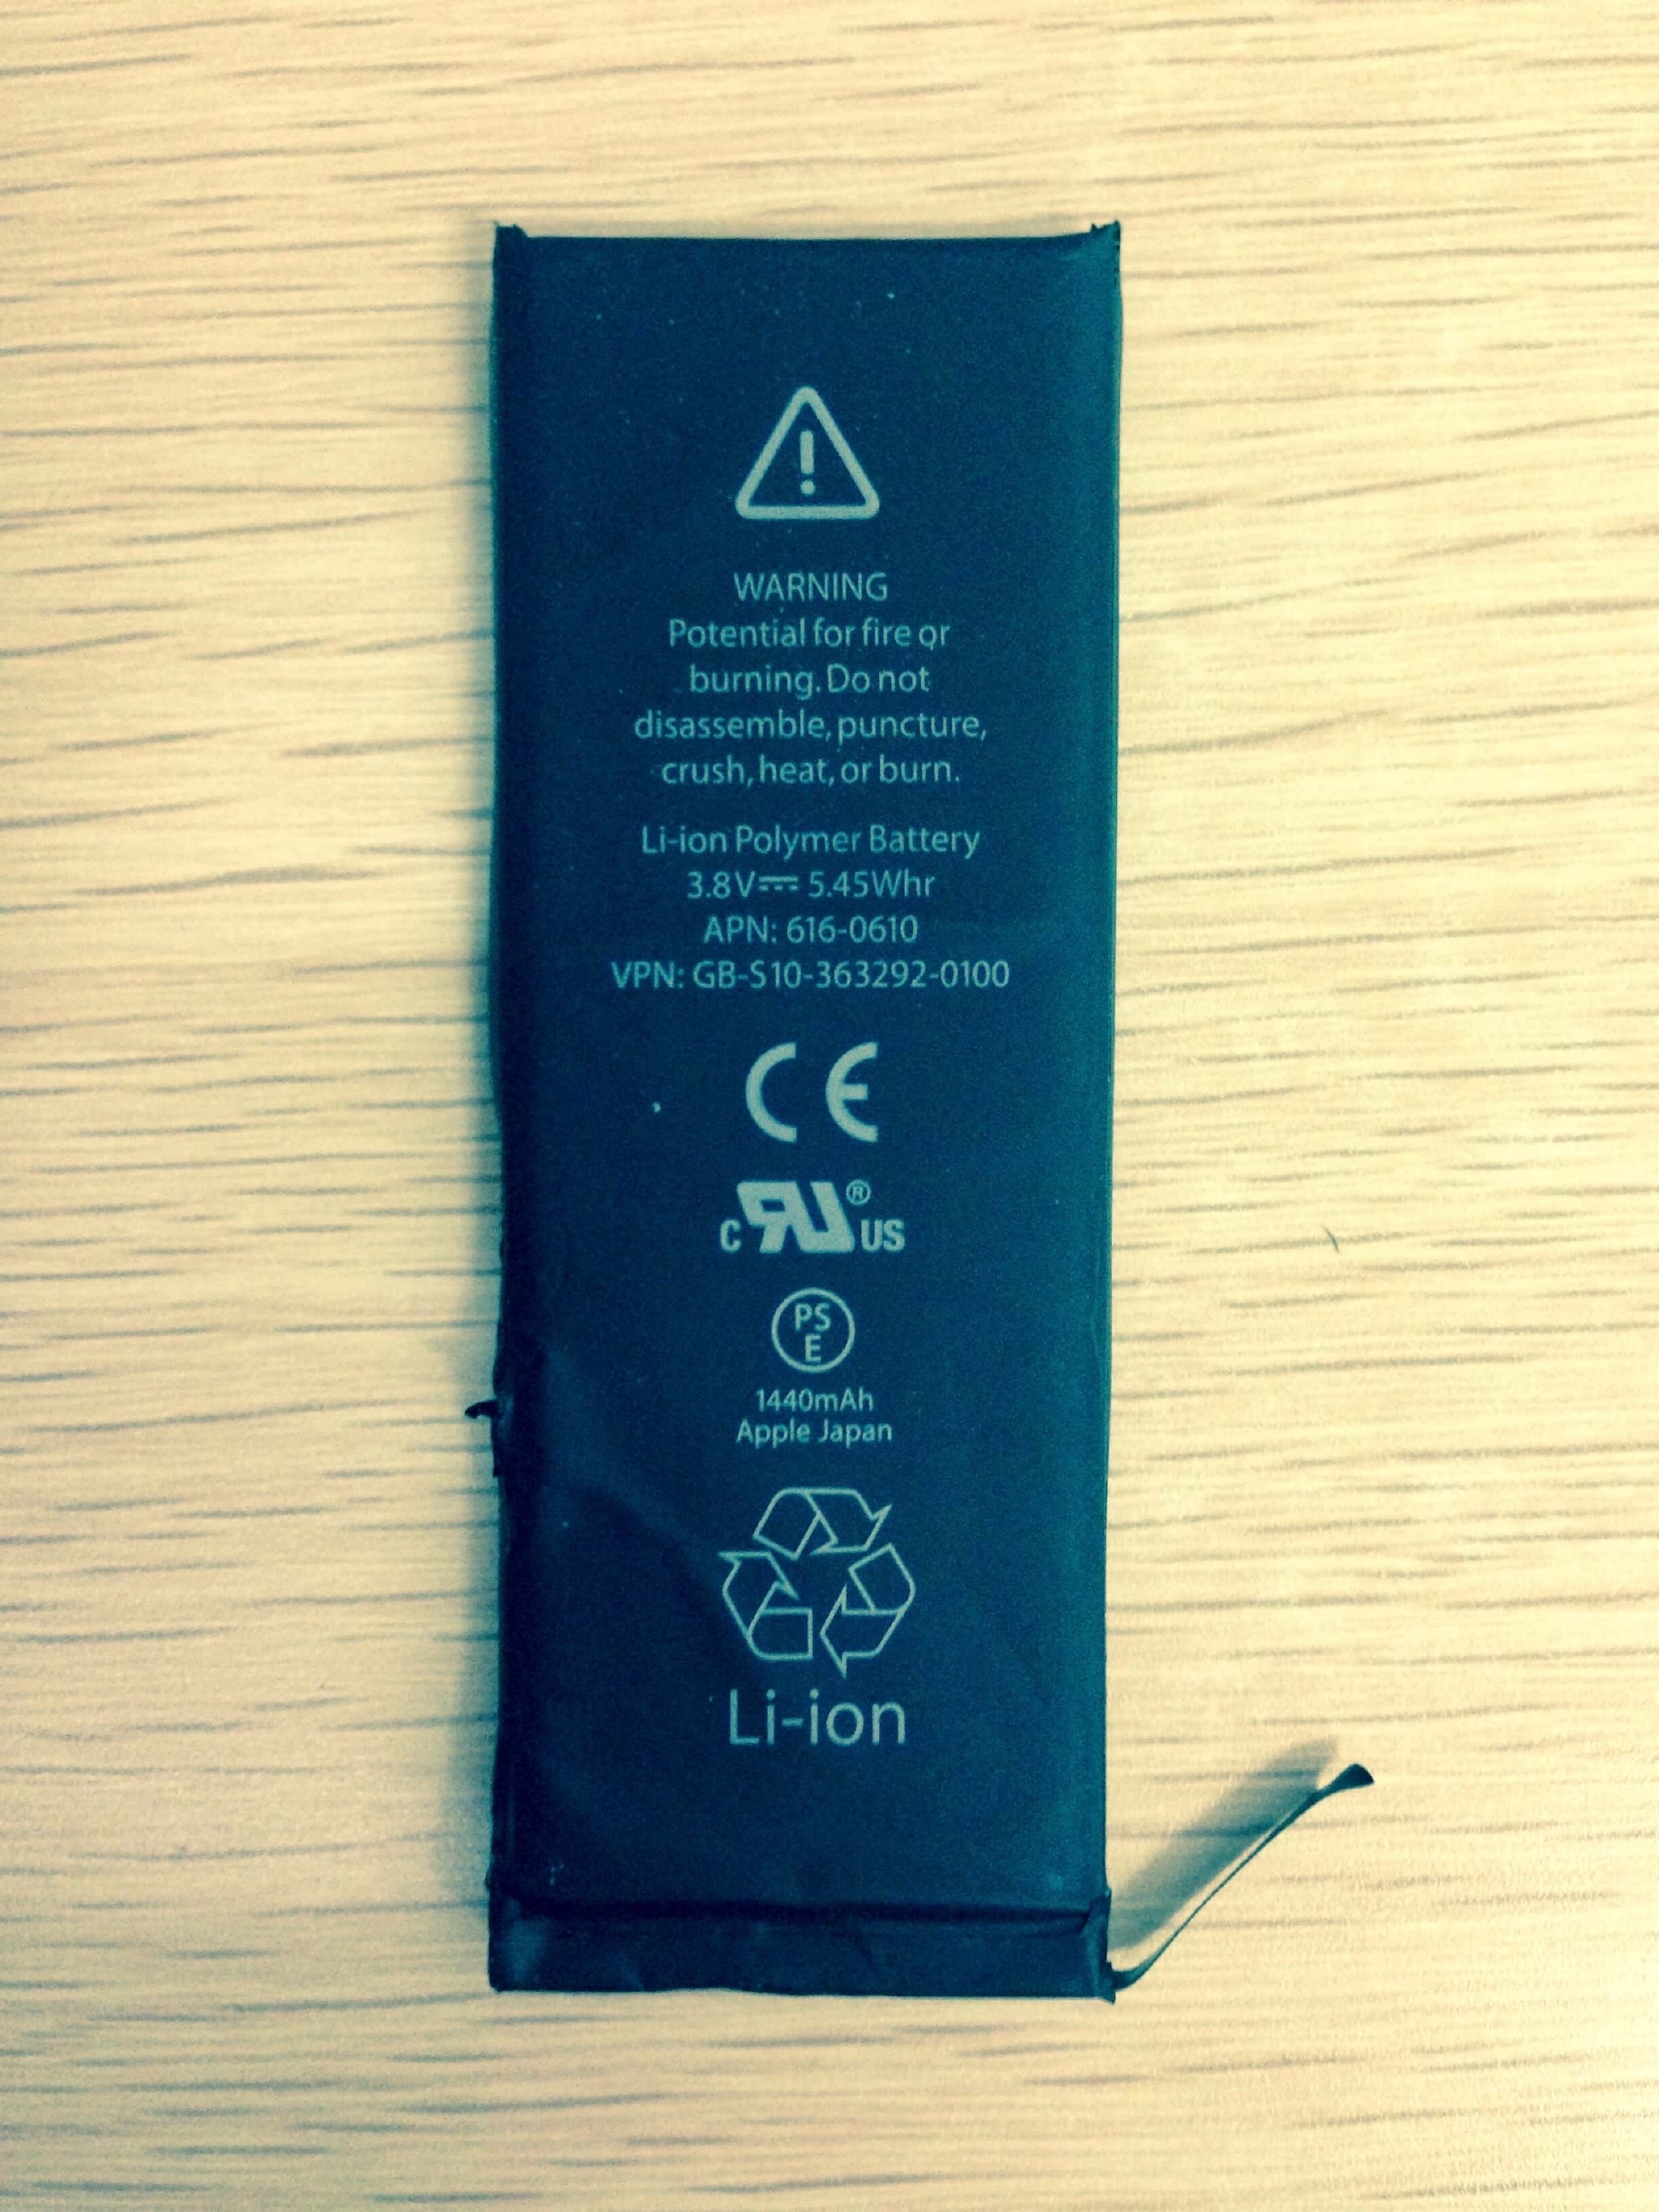 WARNING
Potential for fire or
burning. Do not
disassemble, puncture,
crush, heat, or burn.
Li-ion Polymer Battery
3.8V⎓ 5.45Whr
APN: 616-0610
VPN: GB-S10-363292-0100
CE
c RU® US
PS
E
1440mAh
Apple Japan
Li-ion